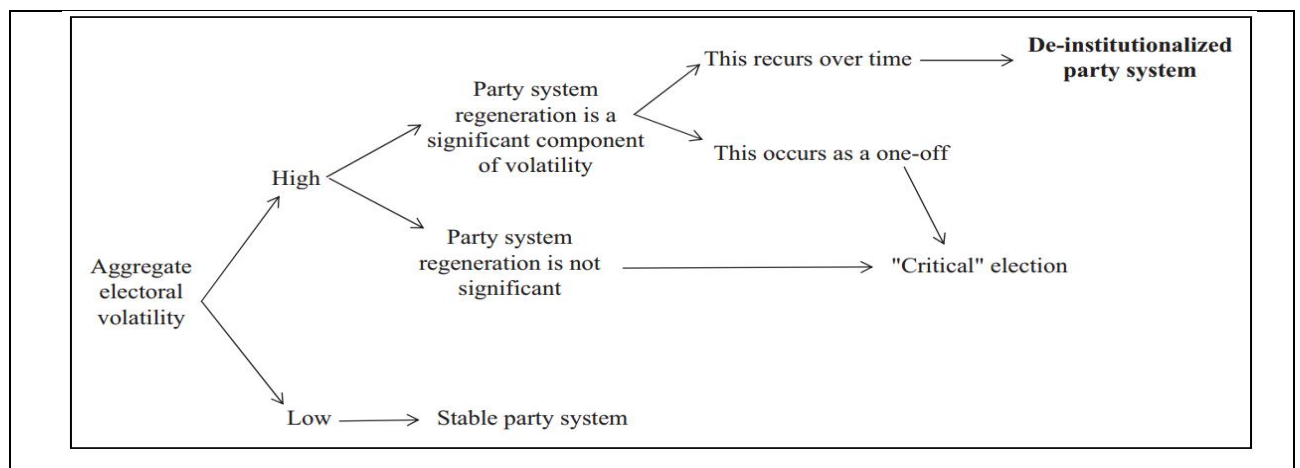 This recurs over time
De-institutionalized
party system
Party system
regeneration is a
significant component
of volatility
This occurs as a one-off
High
Party system
regeneration is not
significant
"Critical" election
Aggregate
electoral
volatility
Low
Stable party system